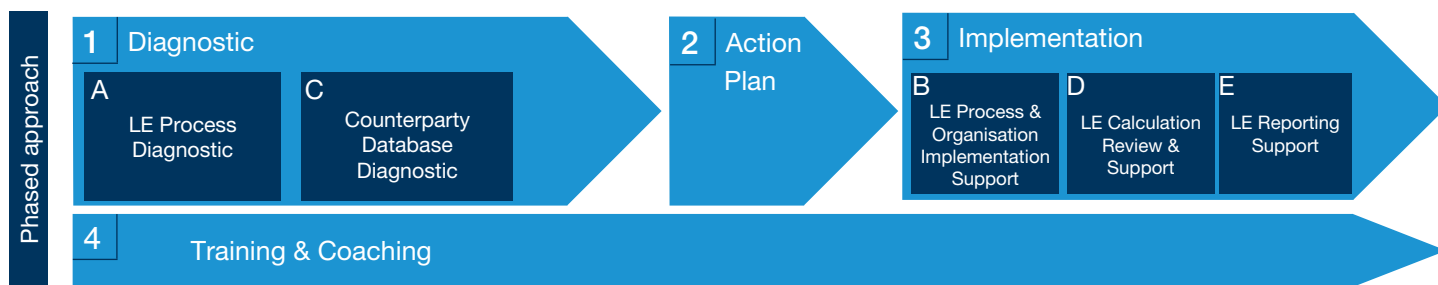 Phased approach
1 Diagnostic
A
LE Process
Diagnostic
C
Counterparty
Database
Diagnostic
2 Action
Plan
3 Implementation
B
LE Process &
Organisation
Implementation
Support
D
LE Calculation
Review &
Support
E
LE Reporting
Support
4 Training & Coaching